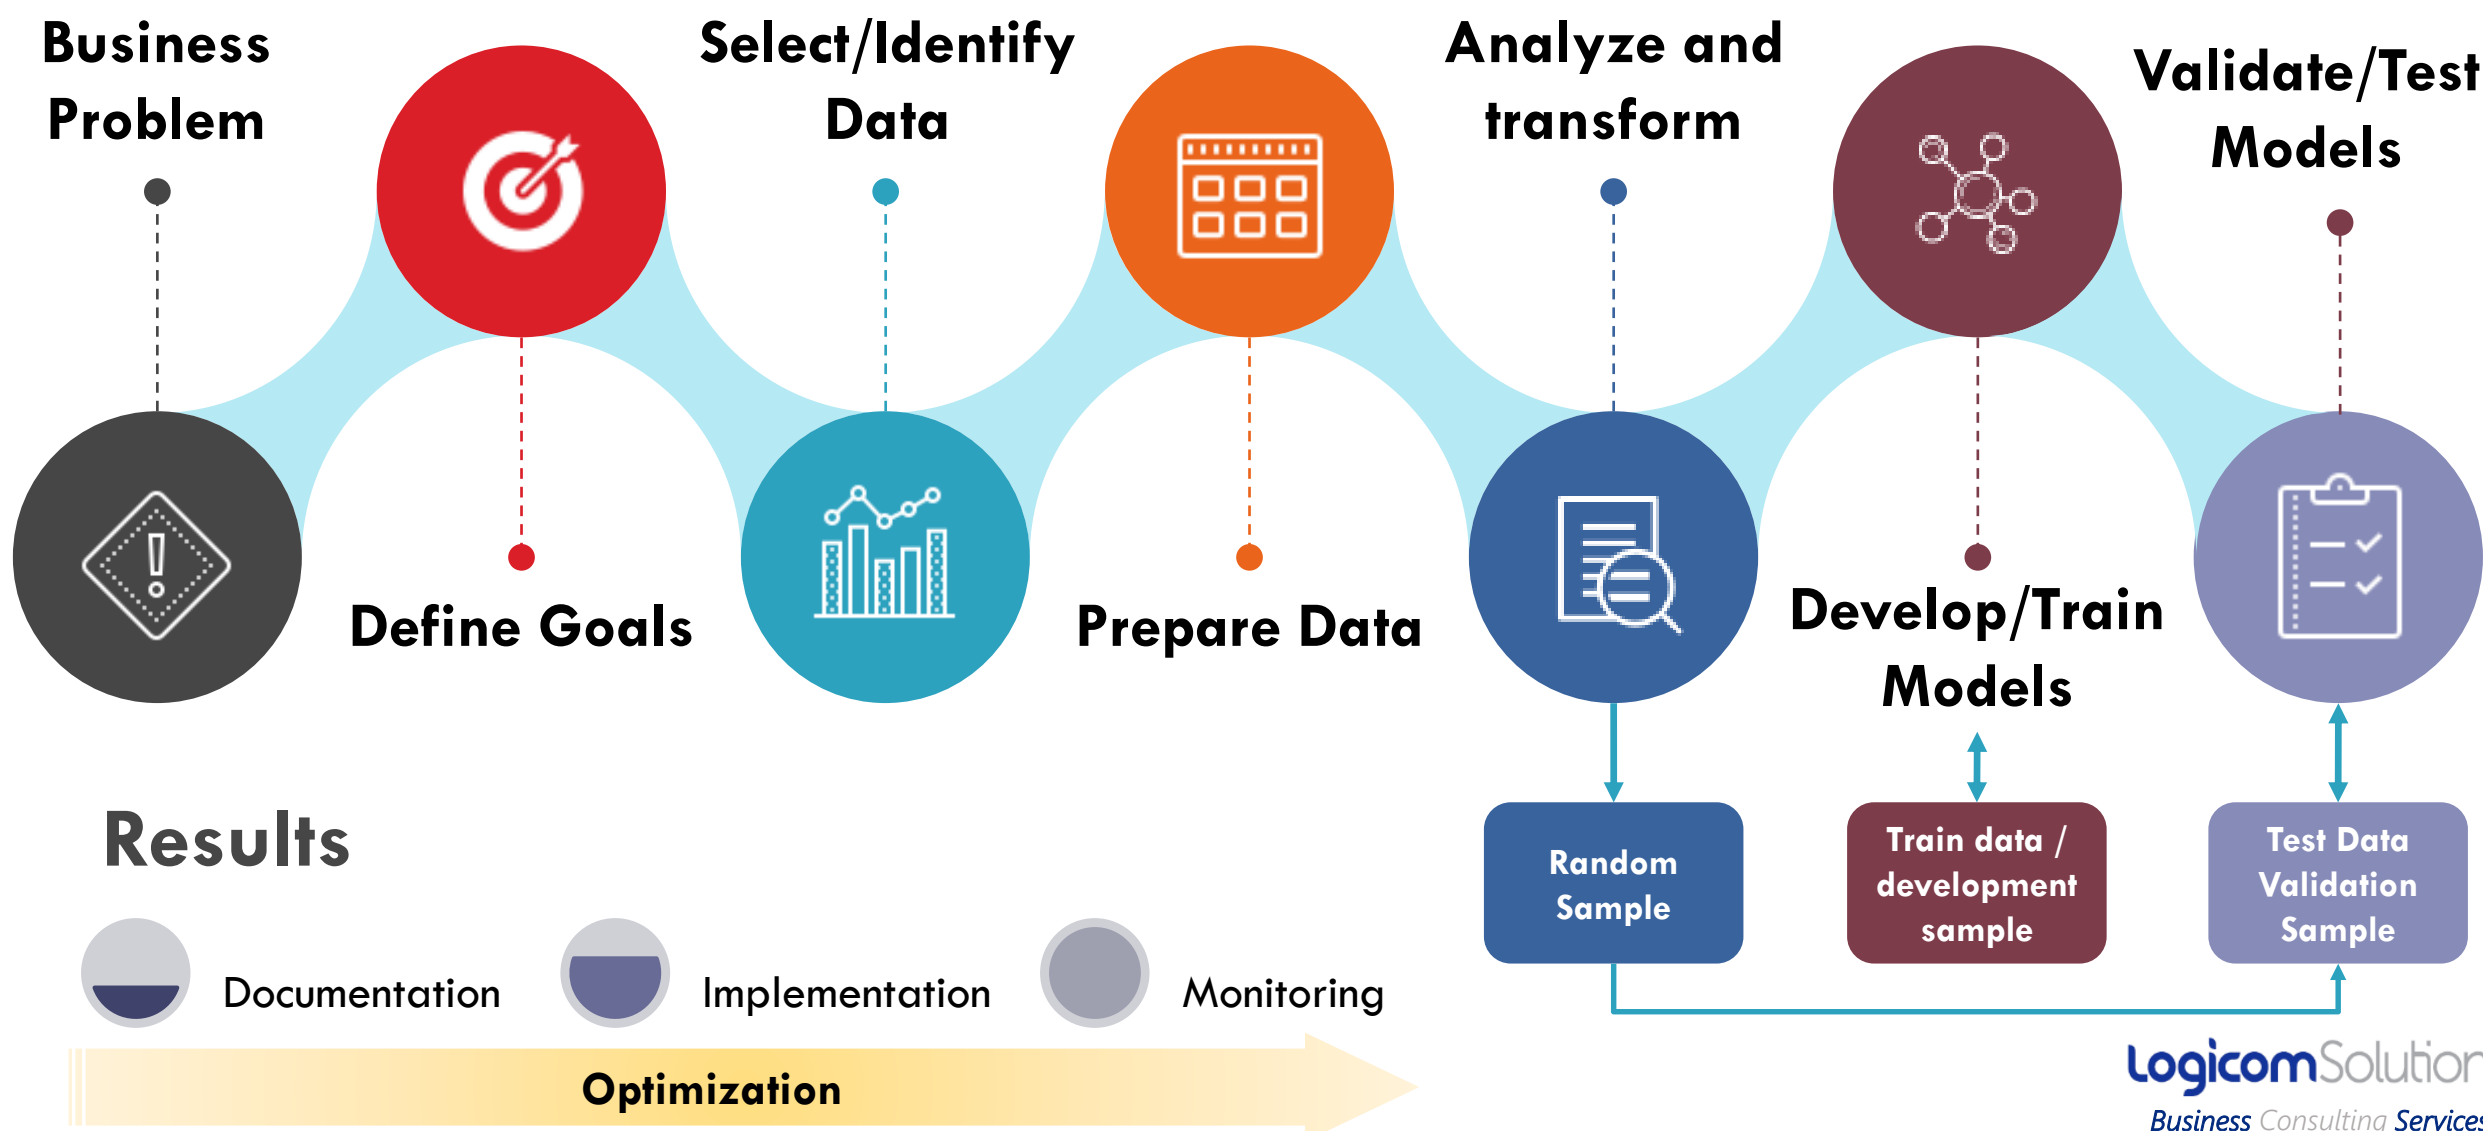 Business
Problem
Select/Identify
Data
Analyze and
transform
Validate/Test
Models
Define Goals
Prepare Data
Develop/Train
Models
Results
Random
Sample
Train data /
development
sample
Test Data
Validation
Sample
Documentation
Implementation
Monitoring
Optimization
LogicomSolution
Business Consulting Services